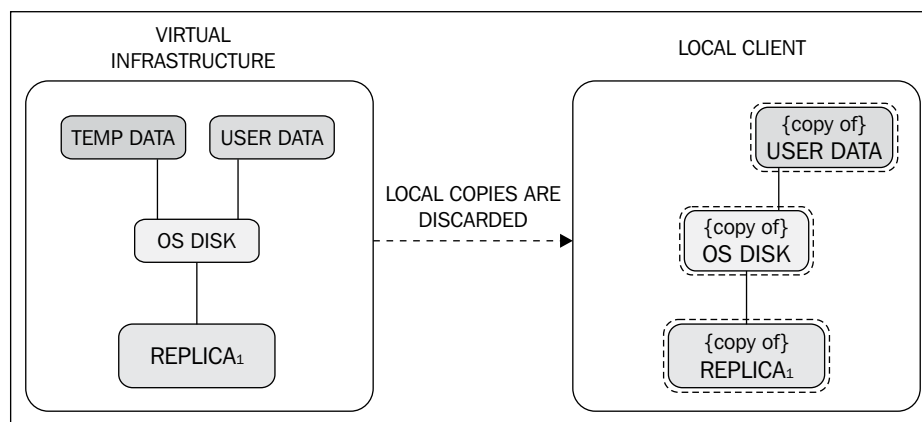 VIRTUAL
INFRASTRUCTURE
LOCAL CLIENT
TEMP DATA
USER DATA
OS DISK
REPLICA₁
LOCAL COPIES ARE
DISCARDED
{copy of}
USER DATA
{copy of}
OS DISK
{copy of}
REPLICA₁